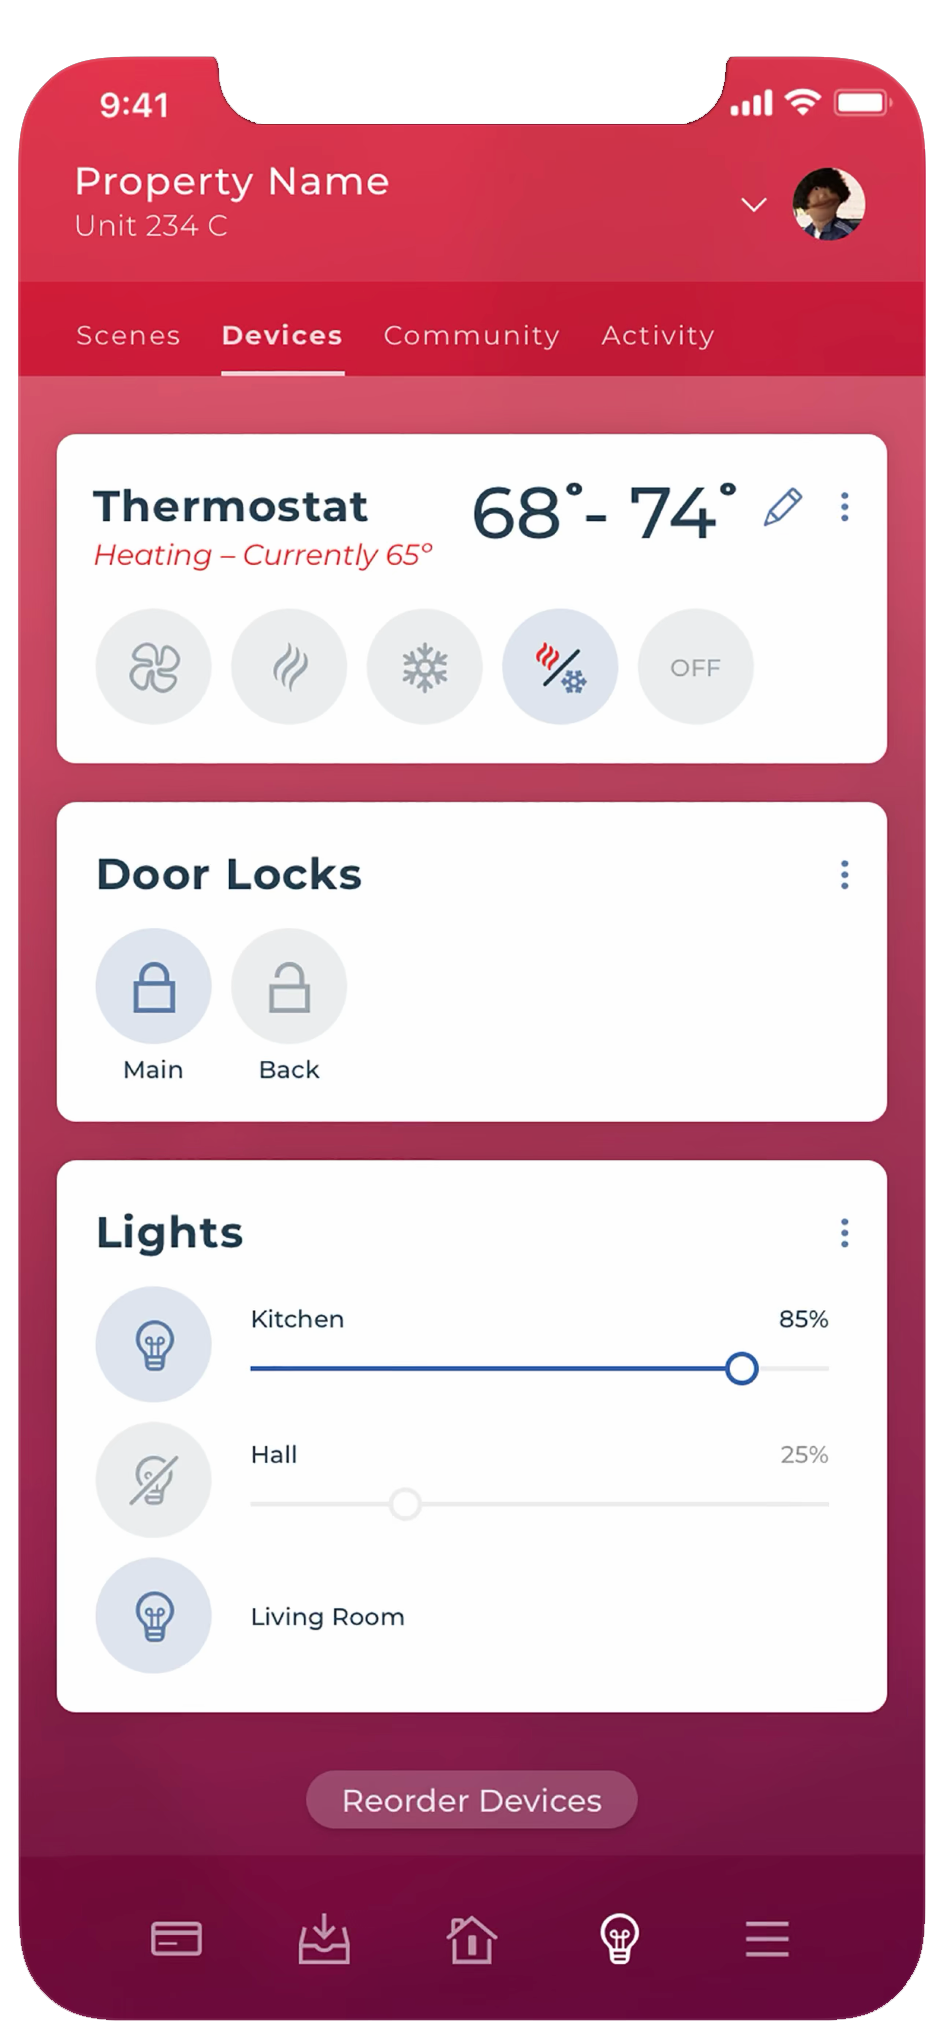 9:41
Property Name
Unit 234 C
Scenes Devices Community Activity
Thermostat 68°- 74°
Heating – Currently 65º
OFF
Door Locks
Main Back
Lights
Kitchen 85%
Hall 25%
Living Room
Reorder Devices